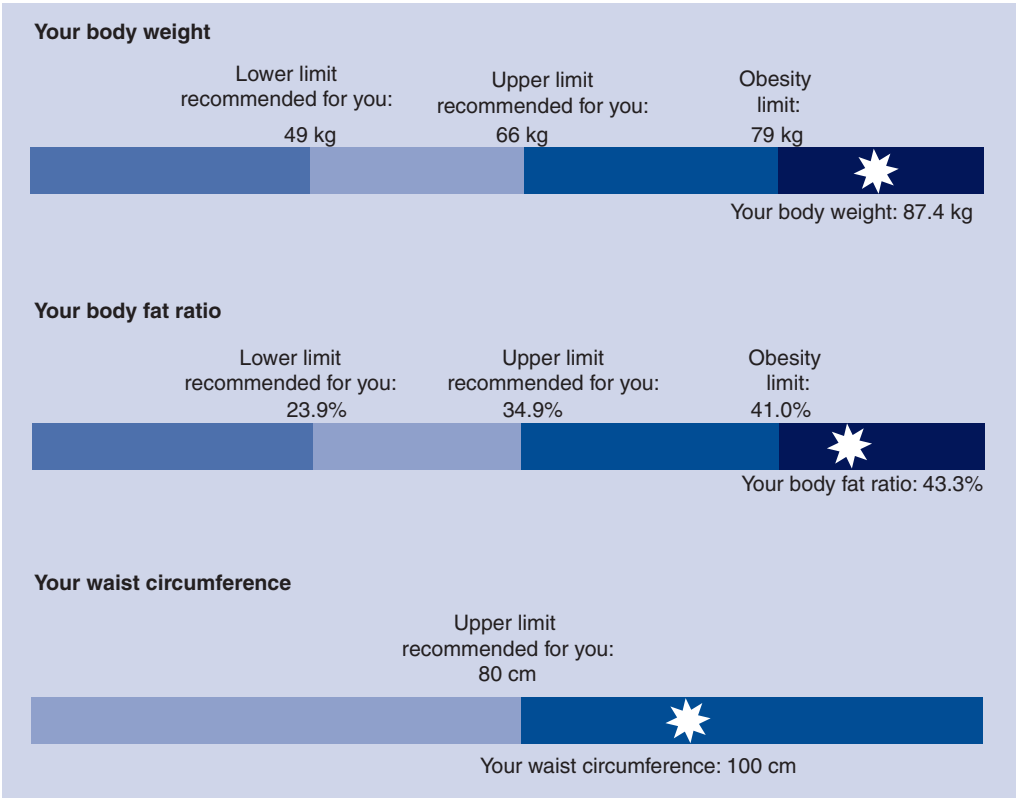 Your body weight
Lower limit
recommended for you:
49 kg
Upper limit
recommended for you:
66 kg
Obesity
limit:
79 kg
Your body weight: 87.4 kg
Your body fat ratio
Lower limit
recommended for you:
23.9%
Upper limit
recommended for you:
34.9%
Obesity
limit:
41.0%
Your body fat ratio: 43.3%
Your waist circumference
Upper limit
recommended for you:
80 cm
Your waist circumference: 100 cm